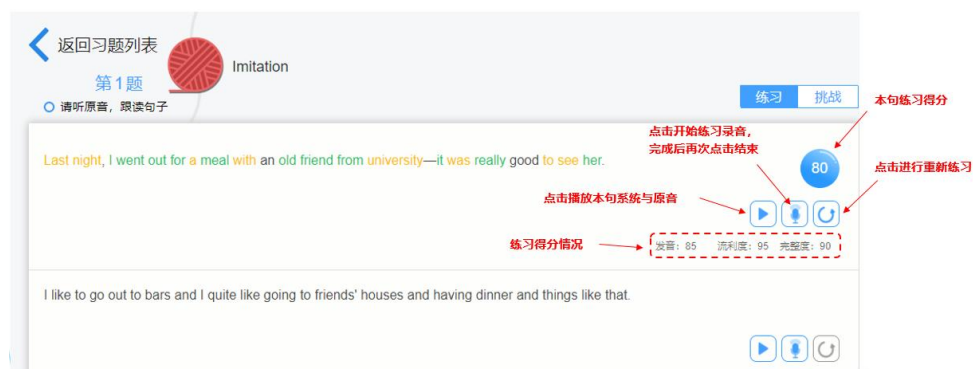 返回习题列表
Imitation
第1题
请听原音，跟读句子
练习 挑战
本句练习得分
点击开始练习录音，
完成后再次点击结束
Last night, I went out for a meal with an old friend from university—it was really good to see her.
80
点击进行重新练习
点击播放本句系统与原音
练习得分情况
发音：85 流利度：95 完整度：90
I like to go out to bars and I quite like going to friends' houses and having dinner and things like that.